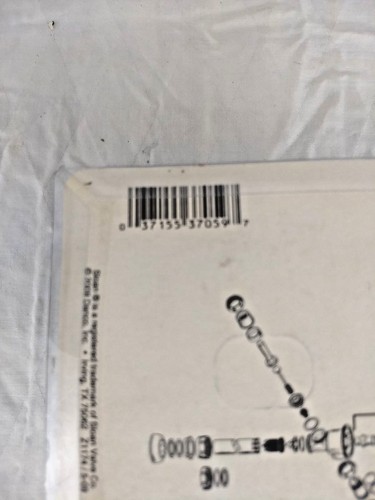 0 37155 37059 7
Sloan ® is a registered trademark of Sloan Valve Co.
© 2009 Danco, Inc. • Irving, TX 75062